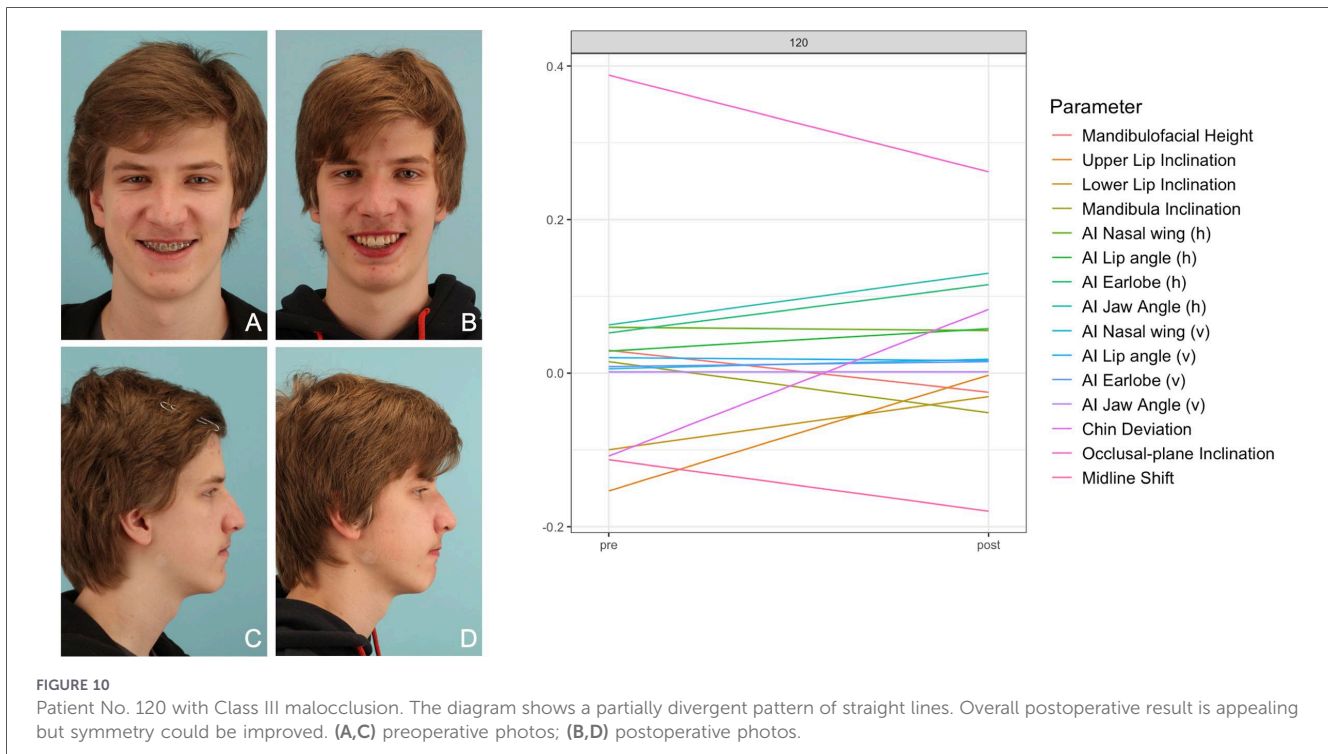 A
B
C
D
120
0.4
0.2
0.0
-0.2
pre
post
Parameter
Mandibulofacial Height
Upper Lip Inclination
Lower Lip Inclination
Mandibula Inclination
AI Nasal wing (h)
AI Lip angle (h)
AI Earlobe (h)
AI Jaw Angle (h)
AI Nasal wing (v)
AI Lip angle (v)
AI Earlobe (v)
AI Jaw Angle (v)
Chin Deviation
Occlusal-plane Inclination
Midline Shift
FIGURE 10
Patient No. 120 with Class III malocclusion. The diagram shows a partially divergent pattern of straight lines. Overall postoperative result is appealing
but symmetry could be improved. (A,C) preoperative photos; (B,D) postoperative photos.